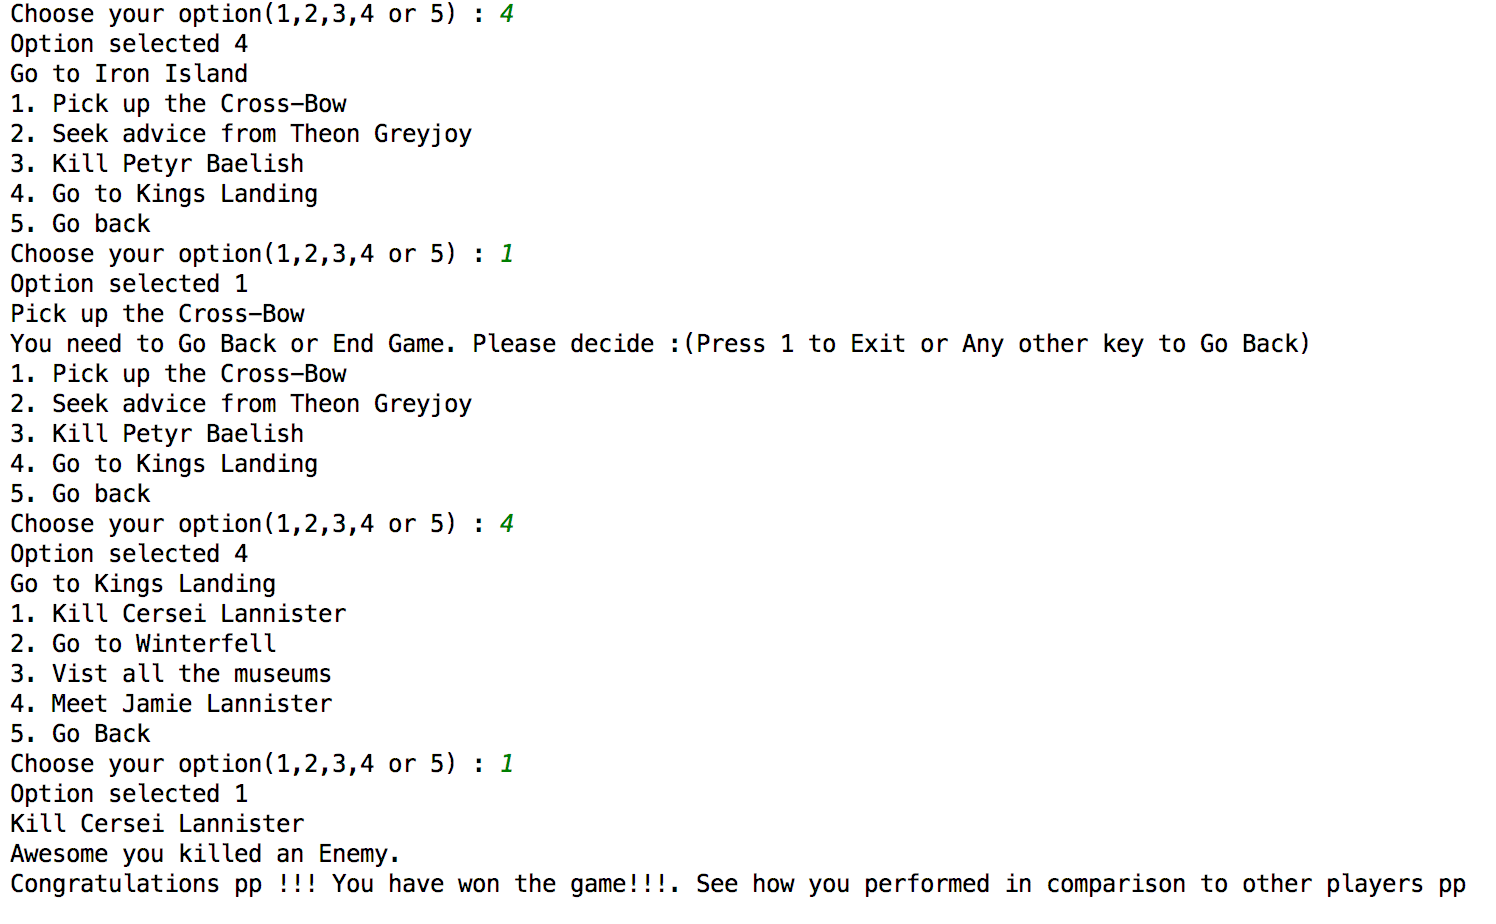 Choose your option(1,2,3,4 or 5) : 4
Option selected 4
Go to Iron Island
1. Pick up the Cross-Bow
2. Seek advice from Theon Greyjoy
3. Kill Petyr Baelish
4. Go to Kings Landing
5. Go back
Choose your option(1,2,3,4 or 5) : 1
Option selected 1
Pick up the Cross-Bow
You need to Go Back or End Game. Please decide :(Press 1 to Exit or Any other key to Go Back)
1. Pick up the Cross-Bow
2. Seek advice from Theon Greyjoy
3. Kill Petyr Baelish
4. Go to Kings Landing
5. Go back
Choose your option(1,2,3,4 or 5) : 4
Option selected 4
Go to Kings Landing
1. Kill Cersei Lannister
2. Go to Winterfell
3. Vist all the museums
4. Meet Jamie Lannister
5. Go Back
Choose your option(1,2,3,4 or 5) : 1
Option selected 1
Kill Cersei Lannister
Awesome you killed an Enemy.
Congratulations pp !!! You have won the game!!!. See how you performed in comparison to other players pp